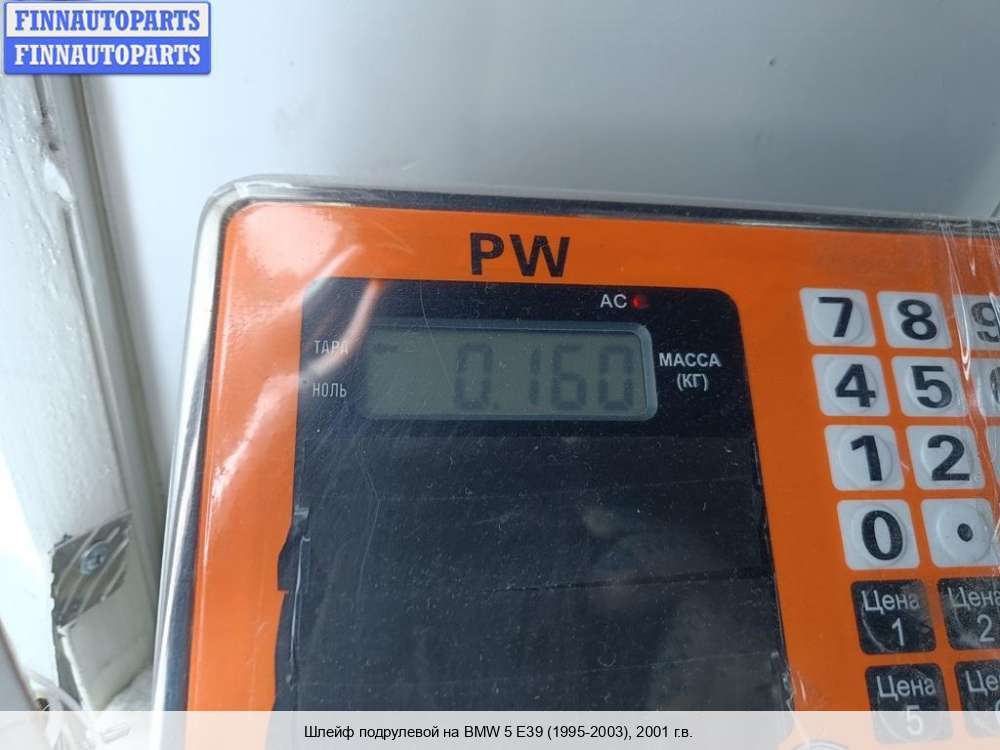 FINNAUTOPARTS
FINNAUTOPARTS
PW
AC
ТАРА
НОЛЬ
0.160
МАССА
(КГ)
7 8 9
4 5
1 2
0 •
Цена Цена
1 2
Цена
5
Шлейф подрулевой на BMW 5 E39 (1995-2003), 2001 г.в.